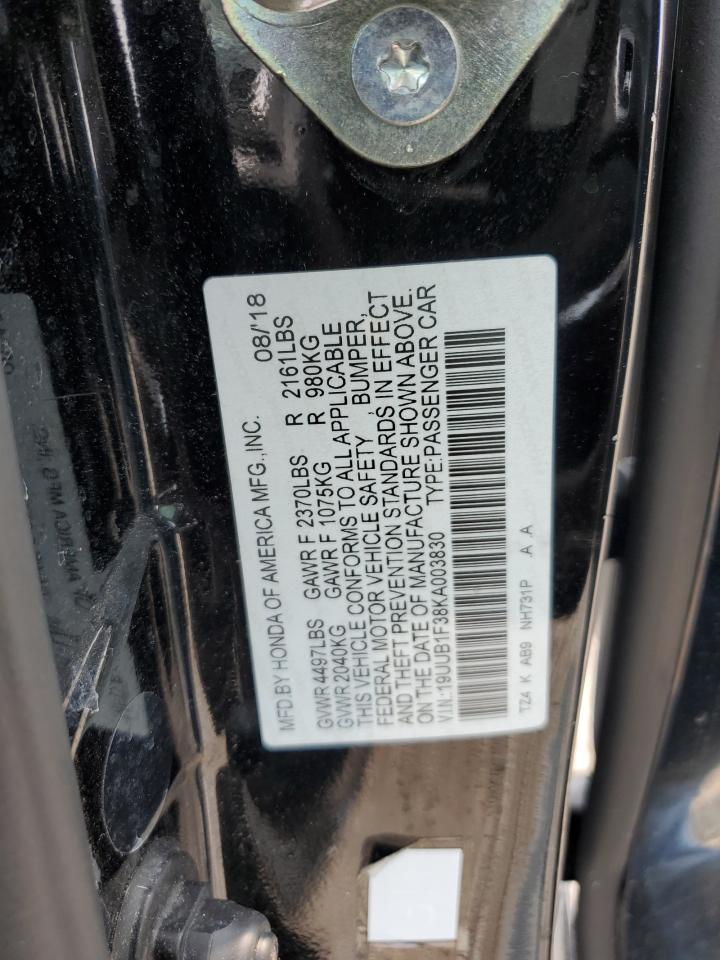 MFD.BY HONDA OF AMERICA MFG.,INC. 08/'18
GVWR 4497LBS GAWR F 2370LBS R 2161LBS
GVWR 2040KG GAWR F 1075KG R 980KG
THIS VEHICLE CONFORMS TO ALL APPLICABLE
FEDERAL MOTOR VEHICLE SAFETY , BUMPER,
AND THEFT PREVENTION STANDARDS IN EFFECT
ON THE DATE OF MANUFACTURE SHOWN ABOVE.
V.I.N.:19UUB1F38KA003830 TYPE:PASSENGER CAR
TZ4 K AB9 NH731P A A